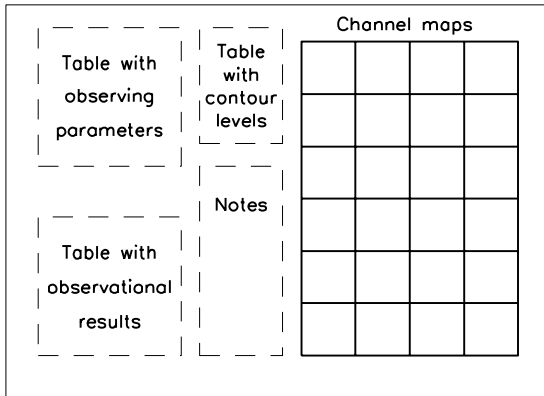 Table with
observing
parameters
Table
with
contour
levels
Channel maps
Notes
Table with
observational
results